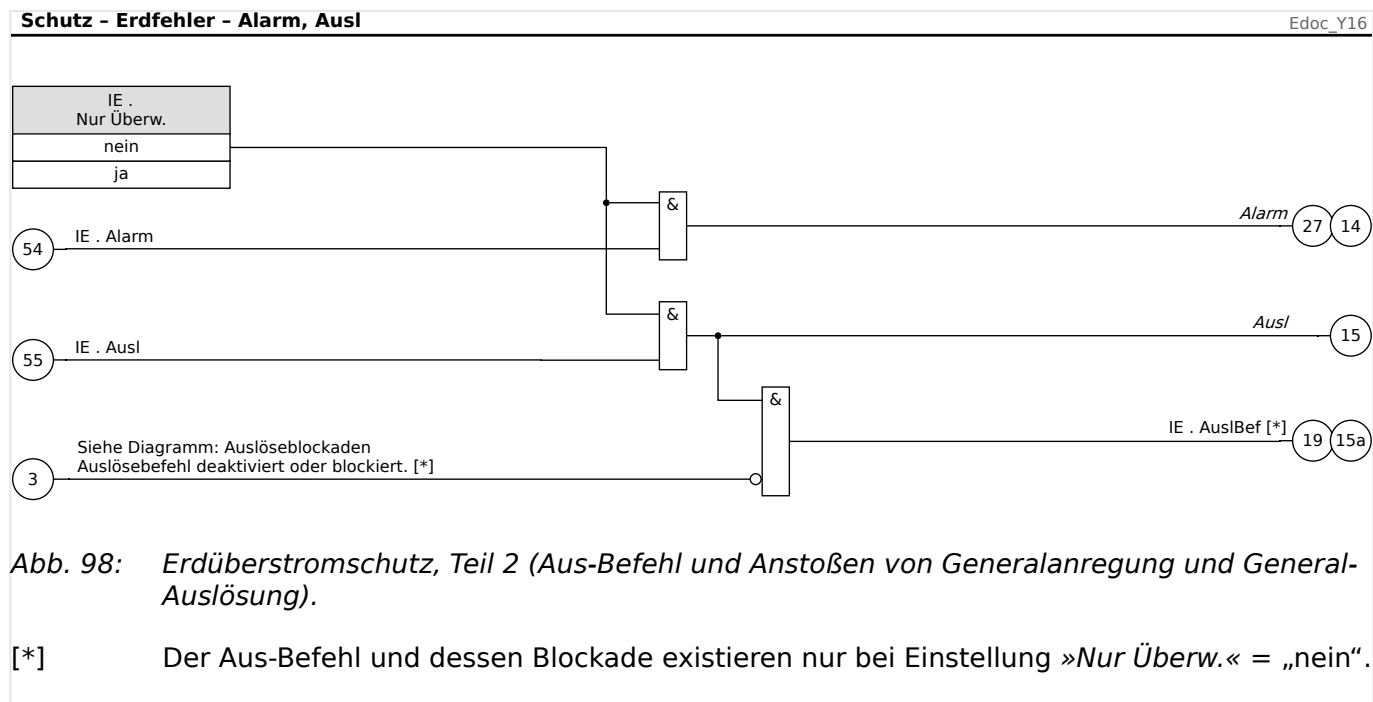 Schutz – Erdfehler – Alarm, Ausl
Edoc_Y16
IE .
Nur Überw.
nein
ja
&
Alarm
27 14
54
IE . Alarm
&
Ausl
15
55
IE . Ausl
&
IE . AuslBef [*]
19 15a
Siehe Diagramm: Auslöseblockaden
Auslösebefehl deaktiviert oder blockiert. [*]
3
Abb. 98: Erdüberstromschutz, Teil 2 (Aus-Befehl und Anstoßen von Generalanregung und General-
Auslösung).
[*] Der Aus-Befehl und dessen Blockade existieren nur bei Einstellung »Nur Überw.« = „nein“.